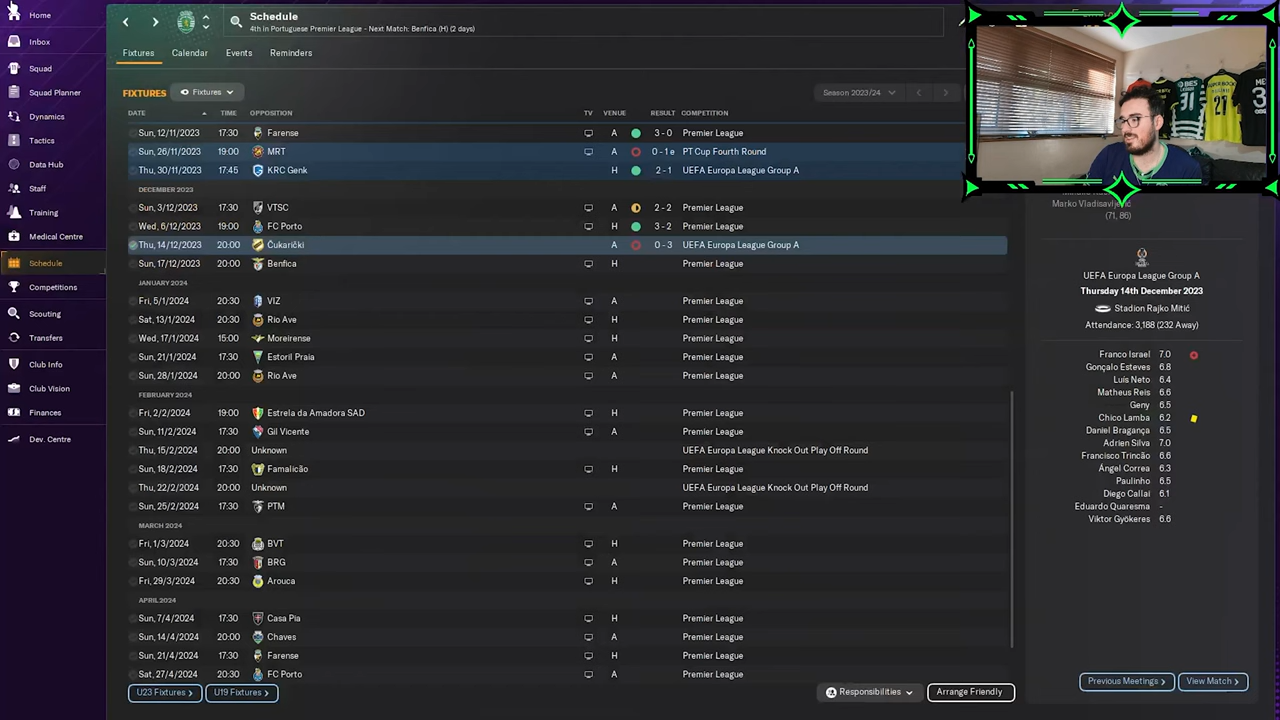 Home
Inbox
Squad
Squad Planner
Dynamics
Tactics
Data Hub
Staff
Training
Medical Centre
Schedule
Competitions
Scouting
Transfers
Club Info
Club Vision
Finances
Dev. Centre
Schedule
4th in Portuguese Premier League - Next Match: Benfica (H) (2 days)
Fixtures Calendar Events Reminders
FIXTURES Fixtures Season 2023/24
DATE TIME OPPOSITION TV VENUE RESULT COMPETITION
Sun, 12/11/2023 17:30 Farense A 3 - 0 Premier League
Sun, 26/11/2023 19:00 MRT A 0 - 1 e PT Cup Fourth Round
Thu, 30/11/2023 17:45 KRC Genk H 2 - 1 UEFA Europa League Group A
DECEMBER 2023
Sun, 3/12/2023 17:30 VTSC A 2 - 2 Premier League
Wed, 6/12/2023 19:00 FC Porto H 3 - 2 Premier League
Thu, 14/12/2023 20:00 Čukarički A 0 - 3 UEFA Europa League Group A
Sun, 17/12/2023 20:00 Benfica H Premier League
JANUARY 2024
Fri, 5/1/2024 20:30 VIZ A Premier League
Sat, 13/1/2024 20:30 Rio Ave H Premier League
Wed, 17/1/2024 15:00 Moreirense H Premier League
Sun, 21/1/2024 17:30 Estoril Praia A Premier League
Sun, 28/1/2024 20:00 Rio Ave A Premier League
FEBRUARY 2024
Fri, 2/2/2024 19:00 Estrela da Amadora SAD H Premier League
Sun, 11/2/2024 17:30 Gil Vicente A Premier League
Thu, 15/2/2024 20:00 Unknown UEFA Europa League Knock Out Play Off Round
Sun, 18/2/2024 17:30 Famalicão H Premier League
Thu, 22/2/2024 20:00 Unknown UEFA Europa League Knock Out Play Off Round
Sun, 25/2/2024 17:30 PTM A Premier League
MARCH 2024
Fri, 1/3/2024 20:30 BVT H Premier League
Sun, 10/3/2024 17:30 BRG A Premier League
Fri, 29/3/2024 20:30 Arouca H Premier League
APRIL 2024
Sun, 7/4/2024 17:30 Casa Pia H Premier League
Sun, 14/4/2024 20:00 Chaves A Premier League
Sun, 21/4/2024 17:30 Farense H Premier League
Sat, 27/4/2024 20:30 FC Porto A Premier League
U23 Fixtures U19 Fixtures Responsibilities Arrange Friendly
31
21
Marko Vladisavljević
(71, 86)
UEFA Europa League Group A
Thursday 14th December 2023
Stadion Rajko Mitić
Attendance: 3,188 (232 Away)
Franco Israel 7.0
Gonçalo Esteves 6.8
Luís Neto 6.4
Matheus Reis 6.6
Geny 6.5
Chico Lamba 6.2
Daniel Bragança 6.5
Adrien Silva 7.0
Francisco Trincão 6.6
Ángel Correa 6.3
Paulinho 6.5
Diego Callai 6.1
Eduardo Quaresma -
Viktor Gyökeres 6.6
Previous Meetings View Match